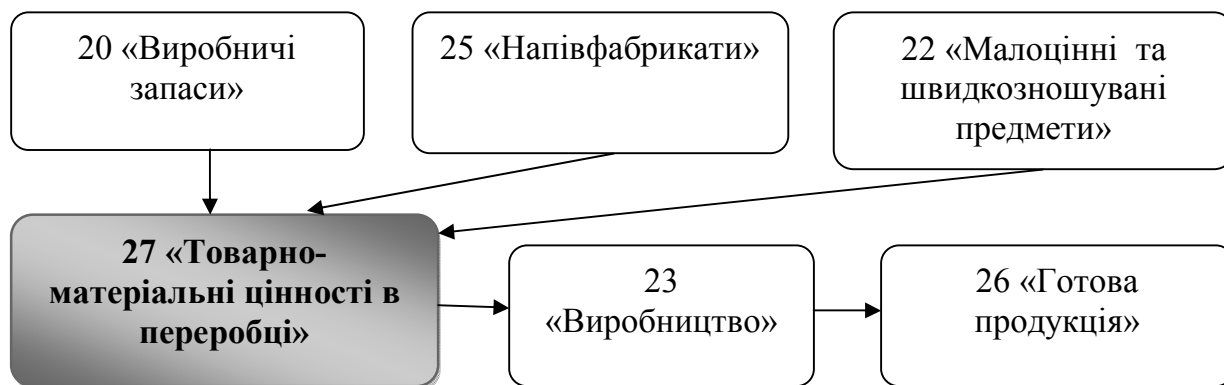 20 «Виробничі
запаси»
25 «Напівфабрикати»
22 «Малоцінні та
швидкозношувані
предмети»
27 «Товарно-
матеріальні цінності в
переробці»
23
«Виробництво»
26 «Готова
продукція»